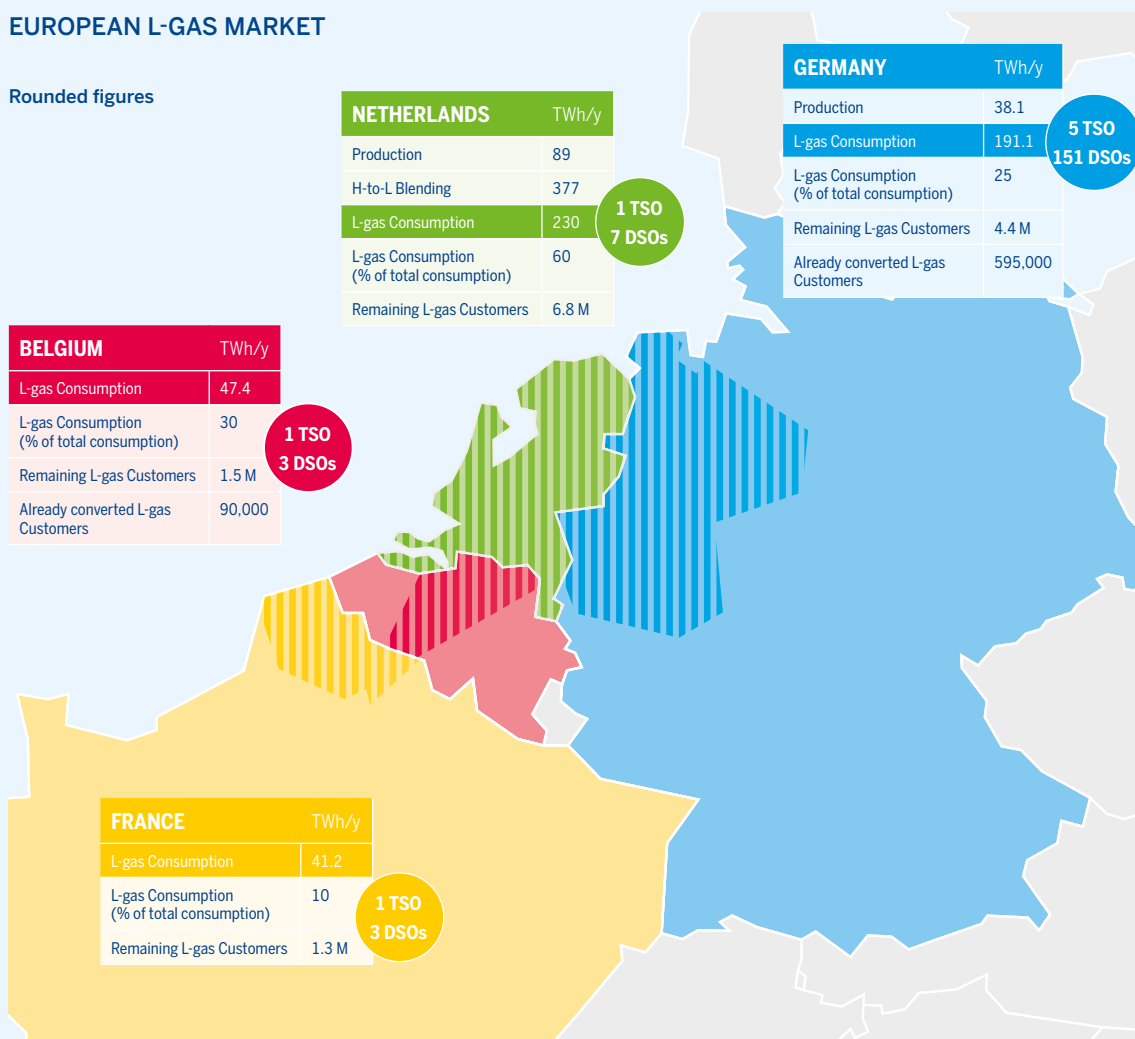 EUROPEAN L-GAS MARKET
Rounded figures
NETHERLANDS TWh/y
Production 89
H-to-L Blending 377
L-gas Consumption 230
L-gas Consumption 60
(% of total consumption)
Remaining L-gas Customers 6.8 M
1 TSO
7 DSOs
GERMANY TWh/y
Production 38.1
L-gas Consumption 191.1
L-gas Consumption 25
(% of total consumption)
Remaining L-gas Customers 4.4 M
Already converted L-gas 595,000
Customers
5 TSO
151 DSOs
BELGIUM TWh/y
L-gas Consumption 47.4
L-gas Consumption 30
(% of total consumption)
Remaining L-gas Customers 1.5 M
Already converted L-gas 90,000
Customers
1 TSO
3 DSOs
FRANCE TWh/y
L-gas Consumption 41.2
L-gas Consumption 10
(% of total consumption)
Remaining L-gas Customers 1.3 M
1 TSO
3 DSOs